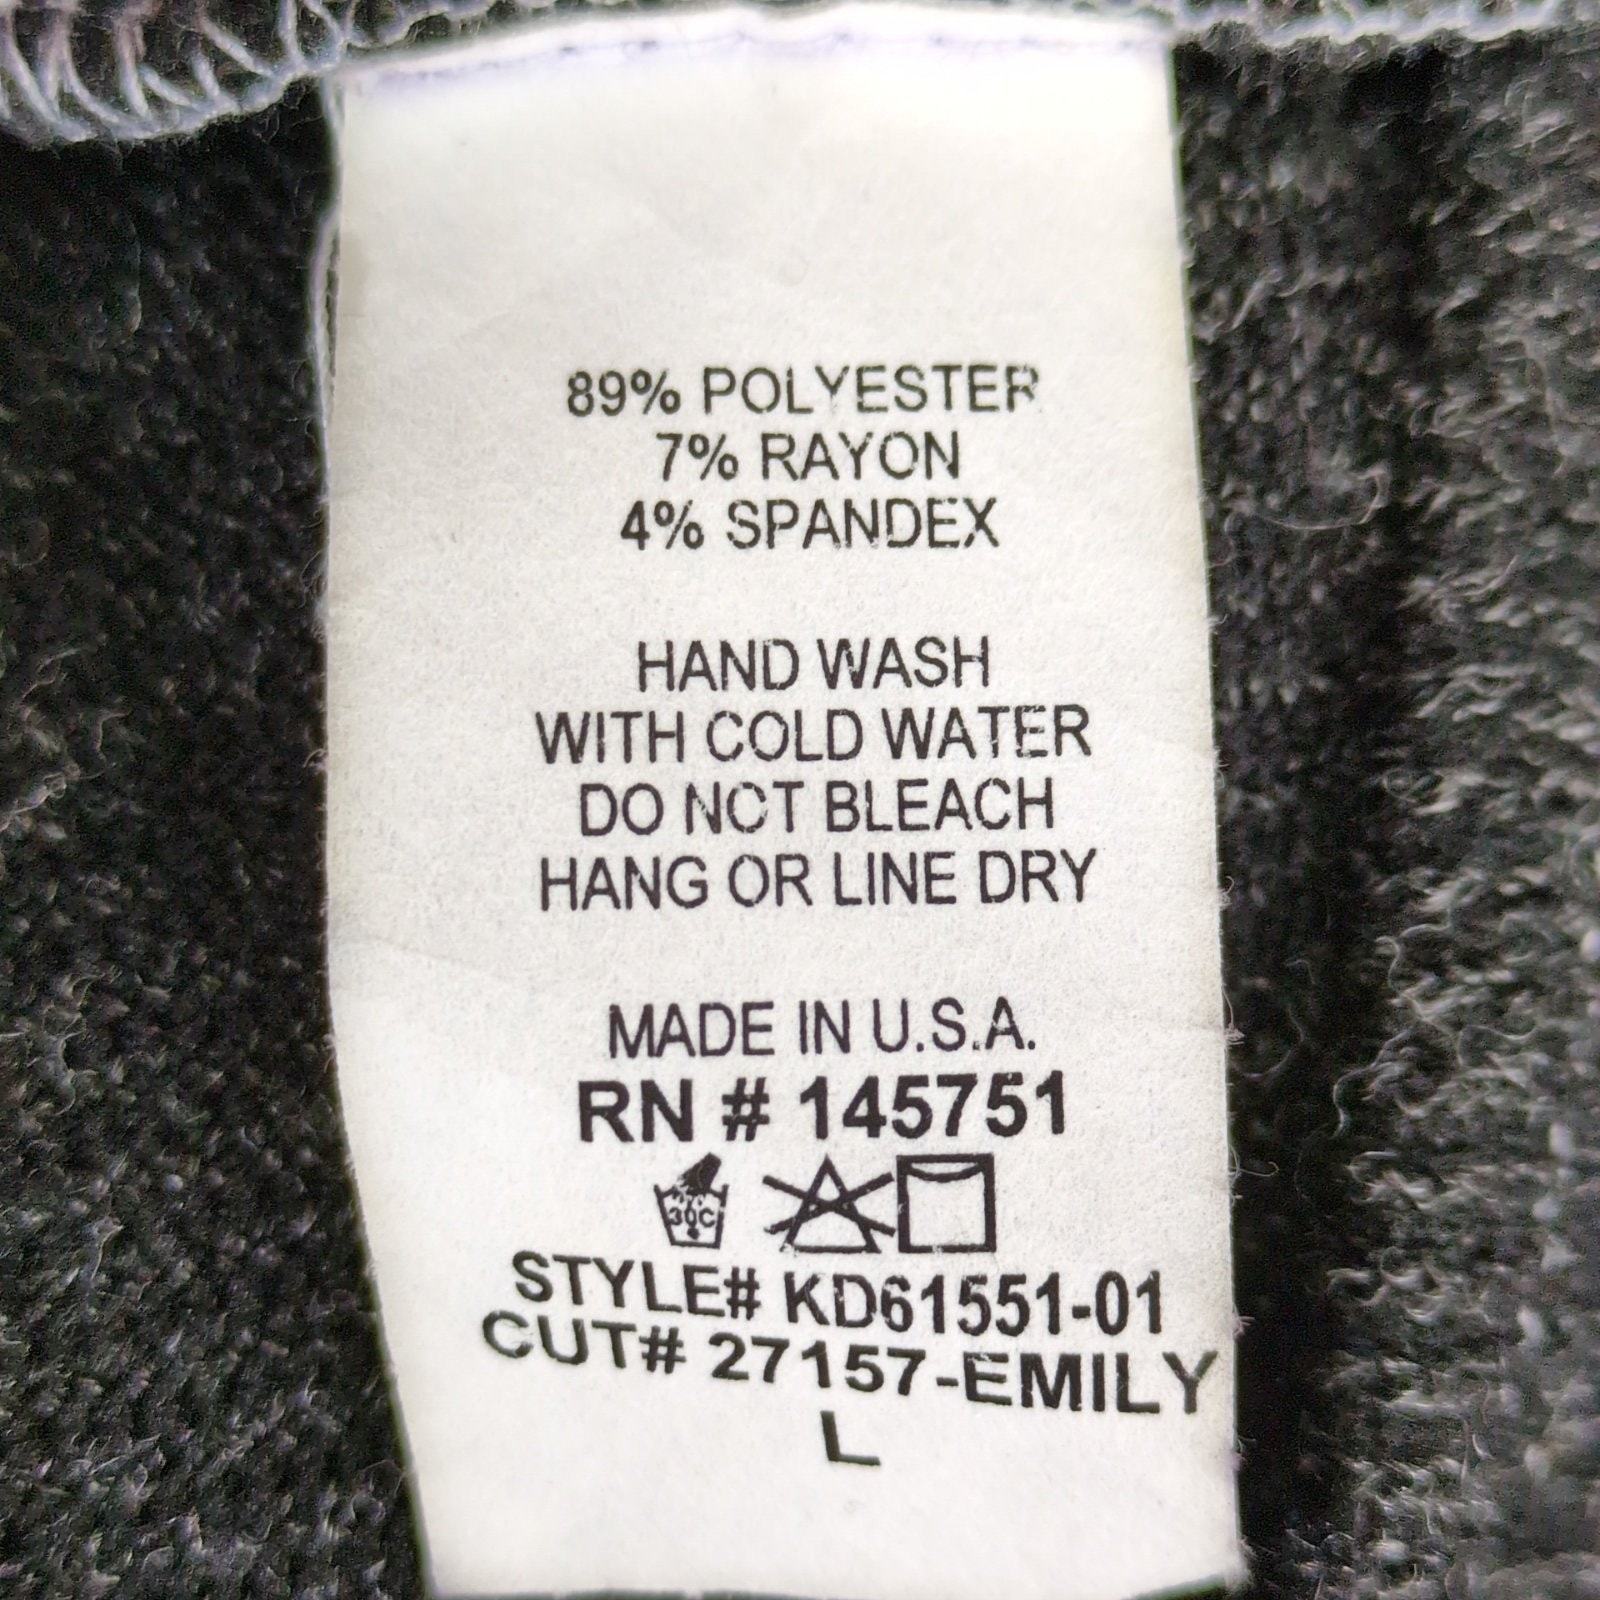 89% POLYESTER
7% RAYON
4% SPANDEX
HAND WASH
WITH COLD WATER
DO NOT BLEACH
HANG OR LINE DRY
MADE IN U.S.A.
RN # 145751
30C
STYLE# KD61551-01
CUT# 27157-EMILY
L